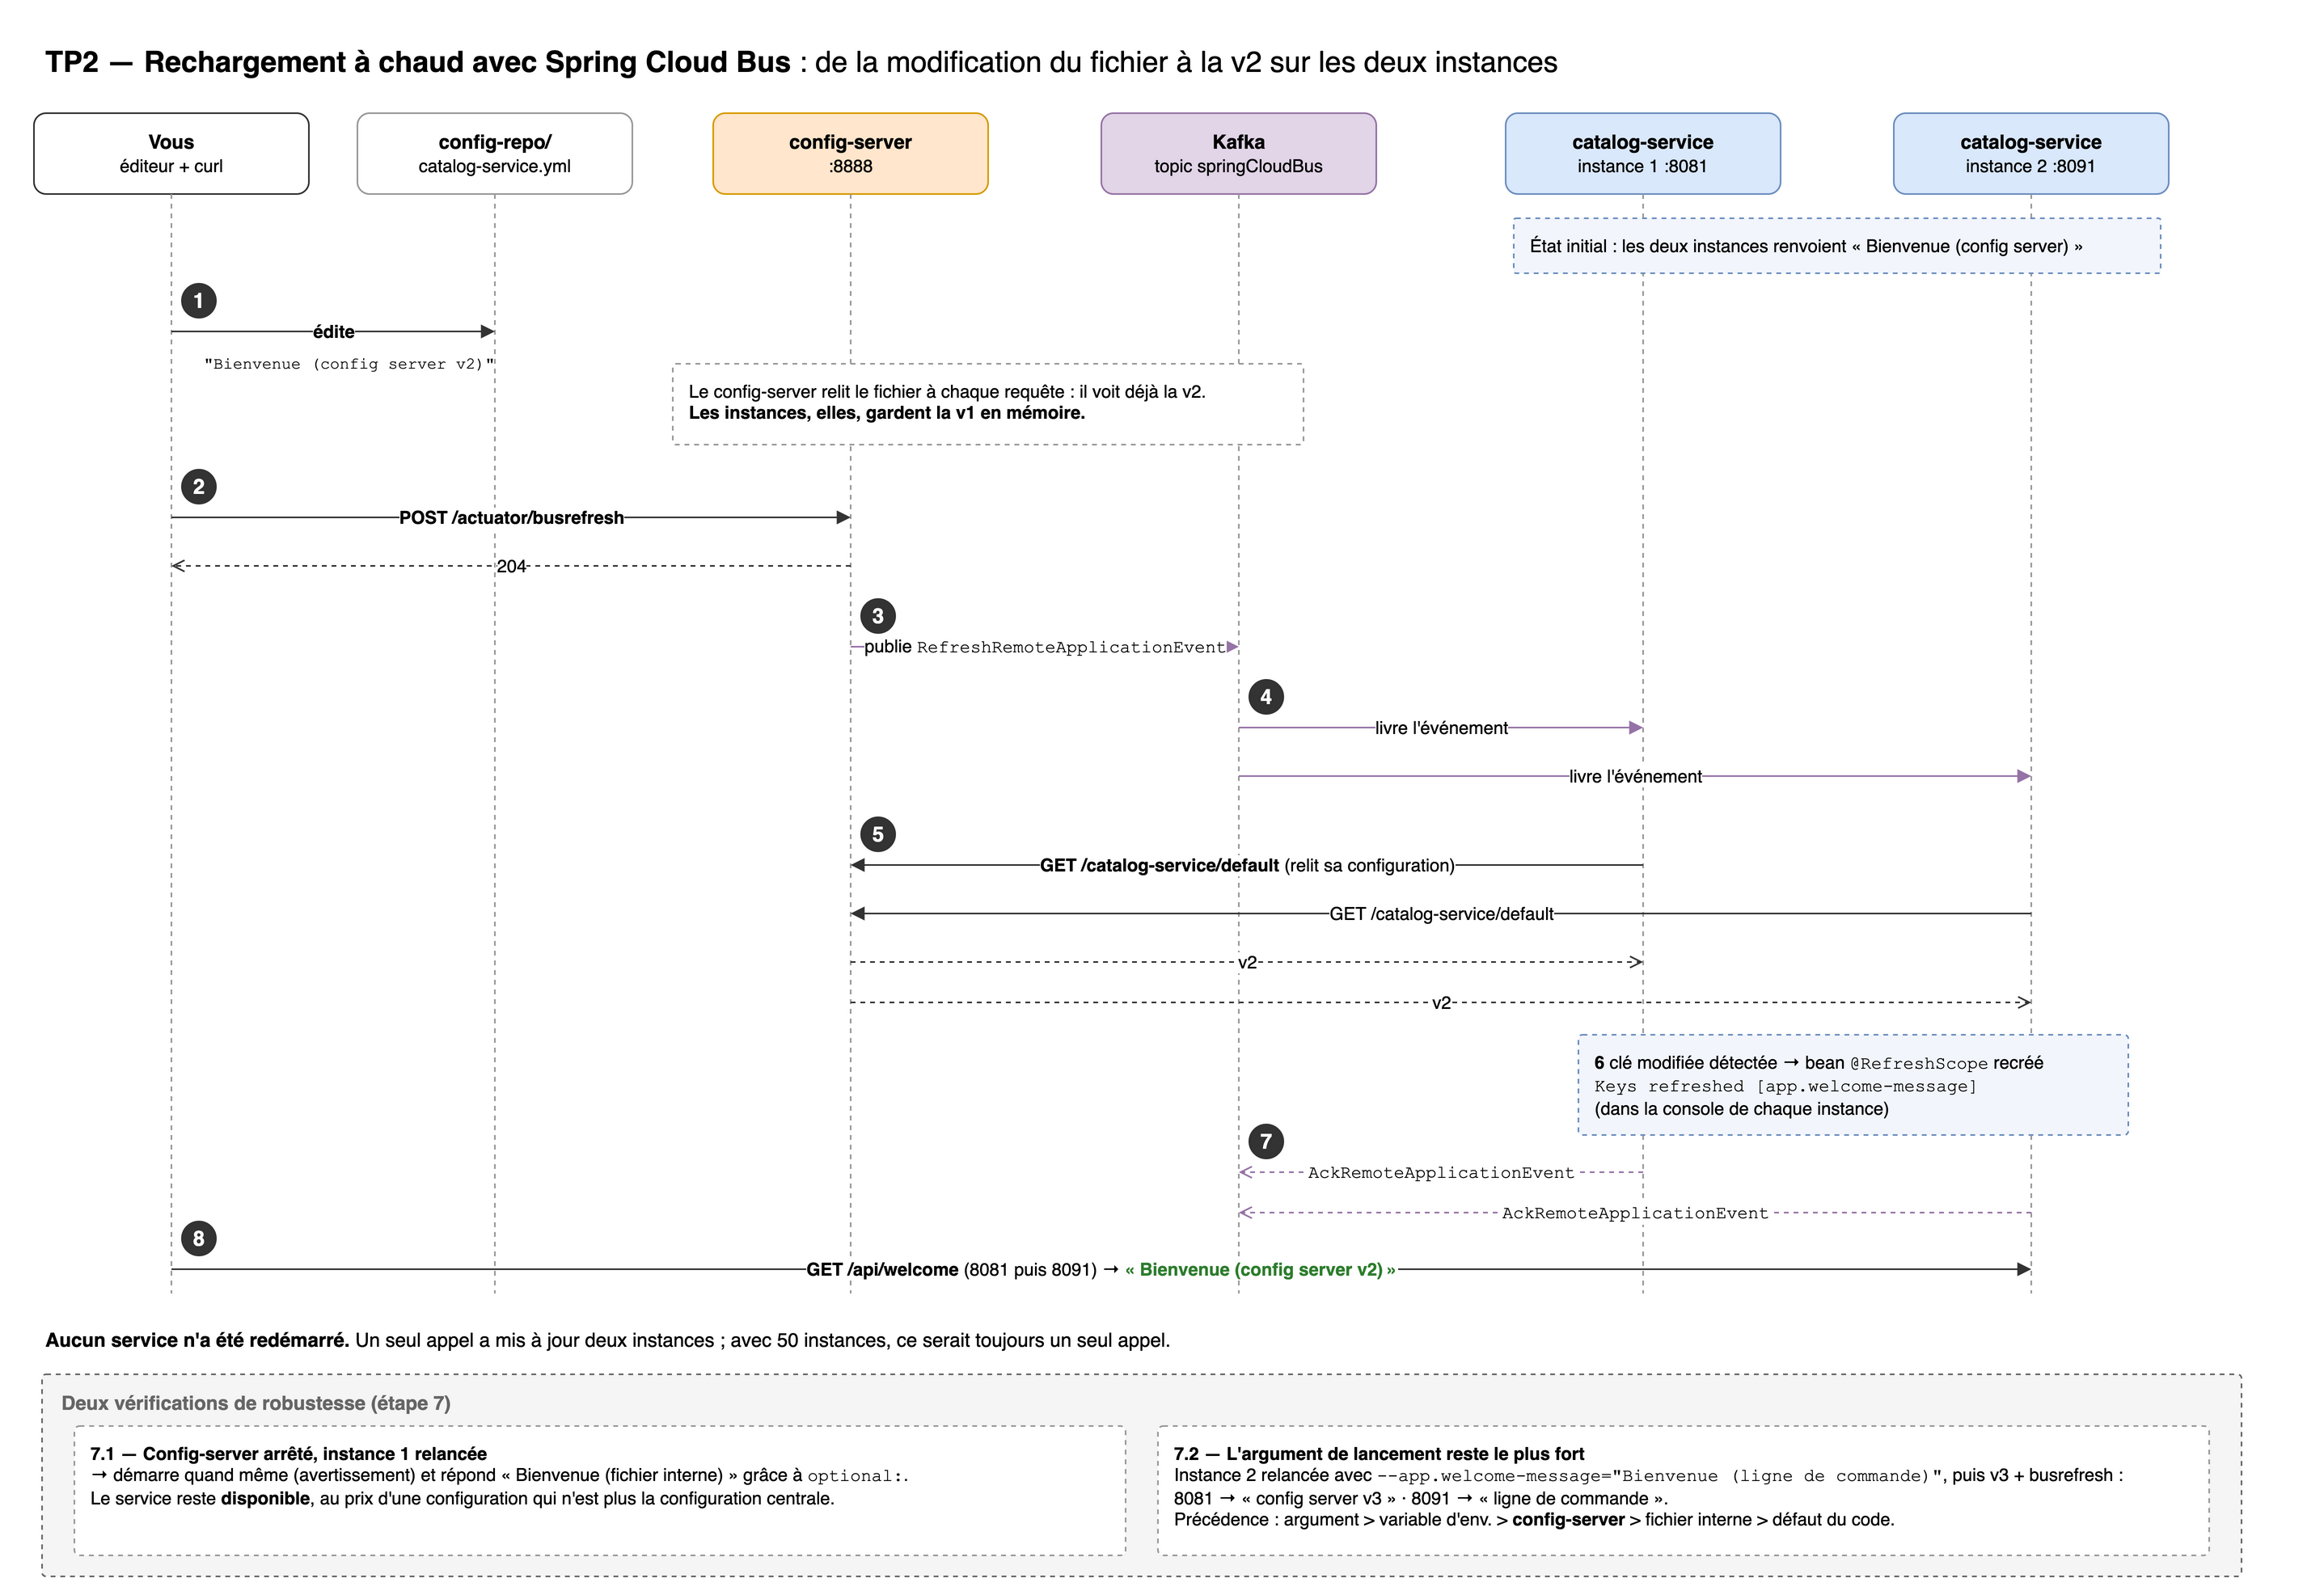 TP2 — Rechargement à chaud avec Spring Cloud Bus : de la modification du fichier à la v2 sur les deux instances
Vous
éditeur + curl
config-repo/
catalog-service.yml
config-server
:8888
Kafka
topic springCloudBus
catalog-service
instance 1 :8081
catalog-service
instance 2 :8091
État initial : les deux instances renvoient « Bienvenue (config server) »
1
édite
"Bienvenue (config server v2)"
Le config-server relit le fichier à chaque requête : il voit déjà la v2.
Les instances, elles, gardent la v1 en mémoire.
2
POST /actuator/busrefresh
204
3
publie RefreshRemoteApplicationEvent
4
livre l'événement
livre l'événement
5
GET /catalog-service/default (relit sa configuration)
GET /catalog-service/default
v2
v2
6 clé modifiée détectée → bean @RefreshScope recréé
Keys refreshed [app.welcome-message]
(dans la console de chaque instance)
7
AckRemoteApplicationEvent
AckRemoteApplicationEvent
8
GET /api/welcome (8081 puis 8091) → « Bienvenue (config server v2) »
Aucun service n'a été redémarré. Un seul appel a mis à jour deux instances ; avec 50 instances, ce serait toujours un seul appel.
Deux vérifications de robustesse (étape 7)
7.1 — Config-server arrêté, instance 1 relancée
→ démarre quand même (avertissement) et répond « Bienvenue (fichier interne) » grâce à optional:.
Le service reste disponible, au prix d'une configuration qui n'est plus la configuration centrale.
7.2 — L'argument de lancement reste le plus fort
Instance 2 relancée avec --app.welcome-message="Bienvenue (ligne de commande)", puis v3 + busrefresh :
8081 → « config server v3 » · 8091 → « ligne de commande ».
Précédence : argument > variable d'env. > config-server > fichier interne > défaut du code.